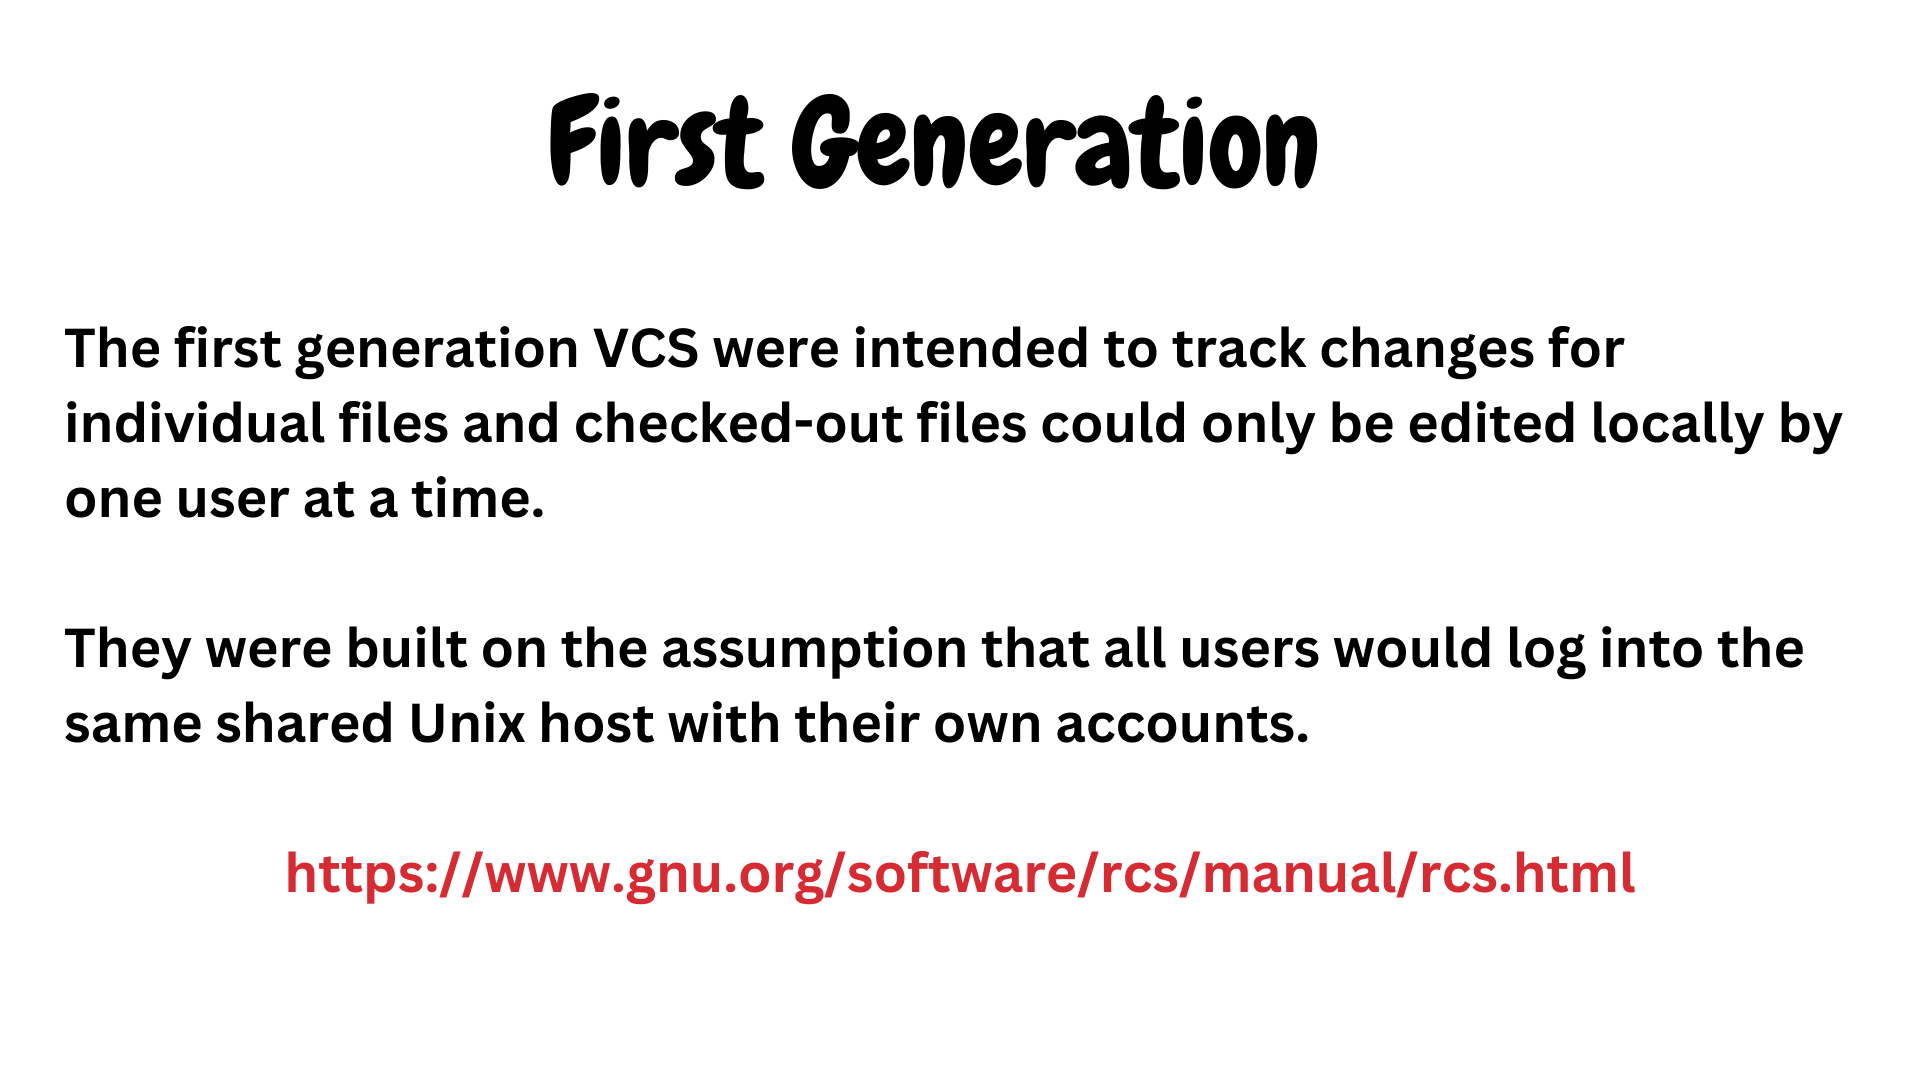 First Generation
The first generation VCS were intended to track changes for
individual files and checked-out files could only be edited locally by
one user at a time.
They were built on the assumption that all users would log into the
same shared Unix host with their own accounts.
https://www.gnu.org/software/rcs/manual/rcs.html